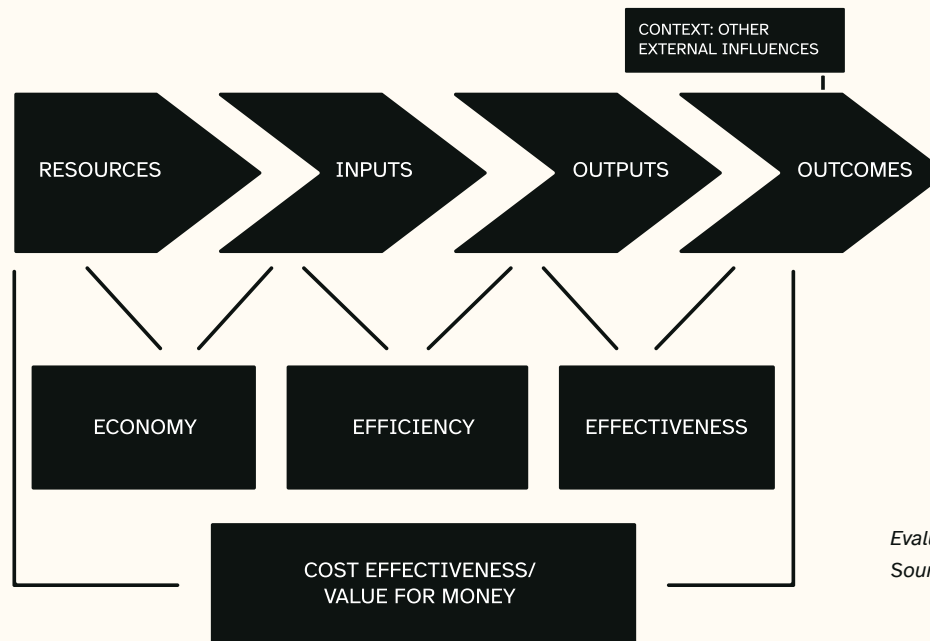 CONTEXT: OTHER
EXTERNAL INFLUENCES
RESOURCES
INPUTS
OUTPUTS
OUTCOMES
ECONOMY
EFFICIENCY
EFFECTIVENESS
COST EFFECTIVENESS/
VALUE FOR MONEY